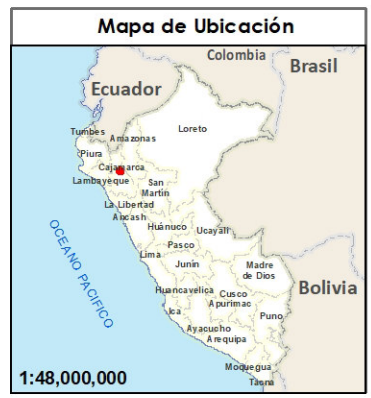 Mapa de Ubicación
Colombia
Brasil
Ecuador
Loreto
Tumbes
Amazonas
Piura
Cajamarca
Lambayeque
San
Martin
La Libertad
Ancash
Huánuco
Ucayali
Pasco
Lima
Junín
Madre
de Dios
Huancavelica
Cusco
Apurimac
Bolivia
Ica
Puno
Ayacucho
Arequipa
OCEANO PACIFICO
Moquegua
Tacna
1:48,000,000